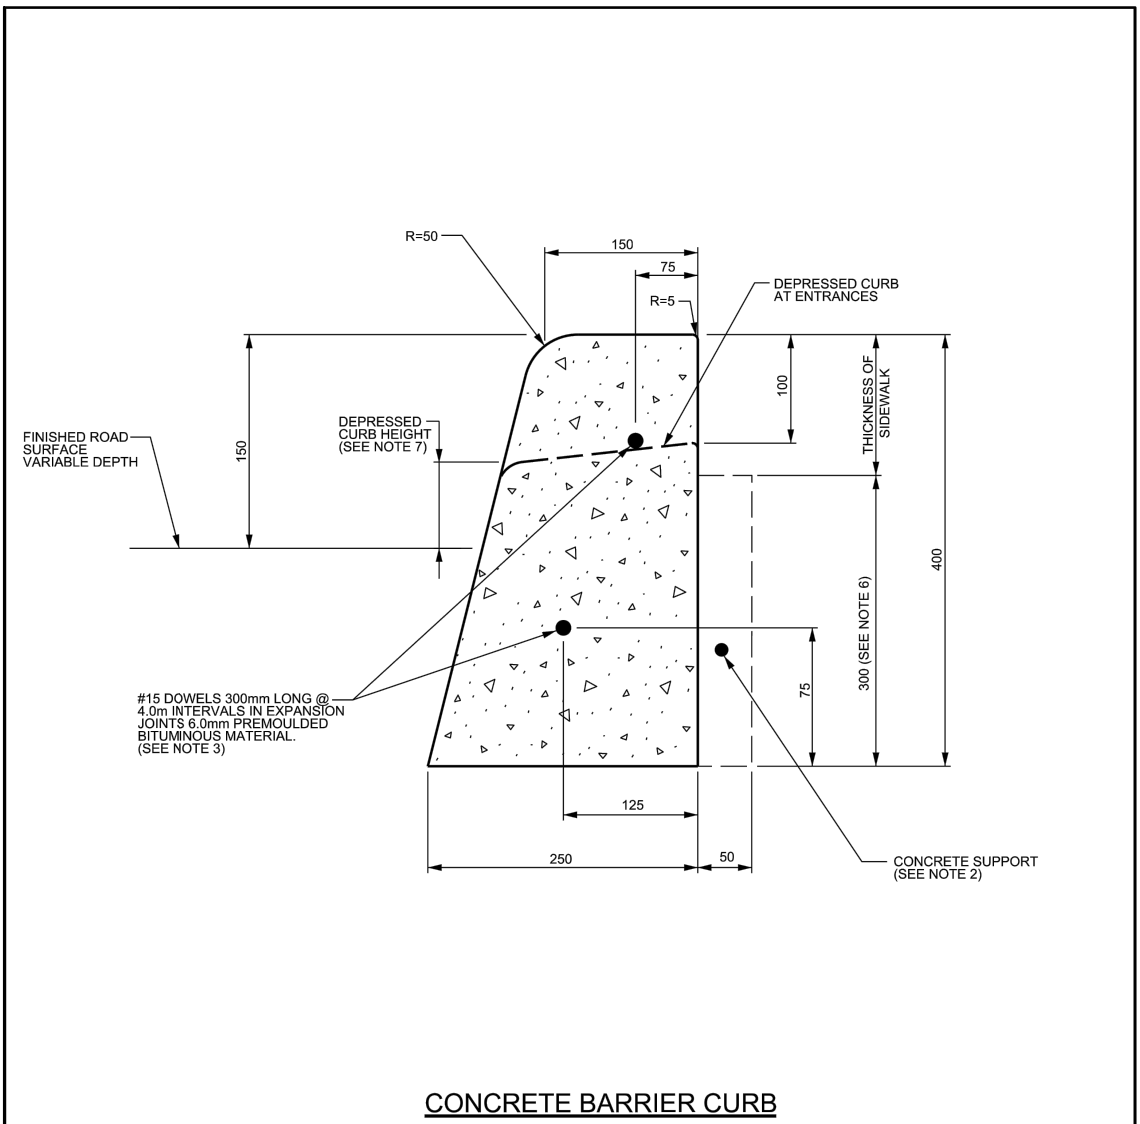 R=50
150
75
R=5
DEPRESSED CURB
AT ENTRANCES
150
DEPRESSED
CURB HEIGHT
(SEE NOTE 7)
FINISHED ROAD
SURFACE
VARIABLE DEPTH
100
THICKNESS OF
SIDEWALK
400
300 (SEE NOTE 6)
75
#15 DOWELS 300mm LONG @
4.0m INTERVALS IN EXPANSION
JOINTS 6.0mm PREMOULDED
BITUMINOUS MATERIAL.
(SEE NOTE 3)
125
250
50
CONCRETE SUPPORT
(SEE NOTE 2)
CONCRETE BARRIER CURB